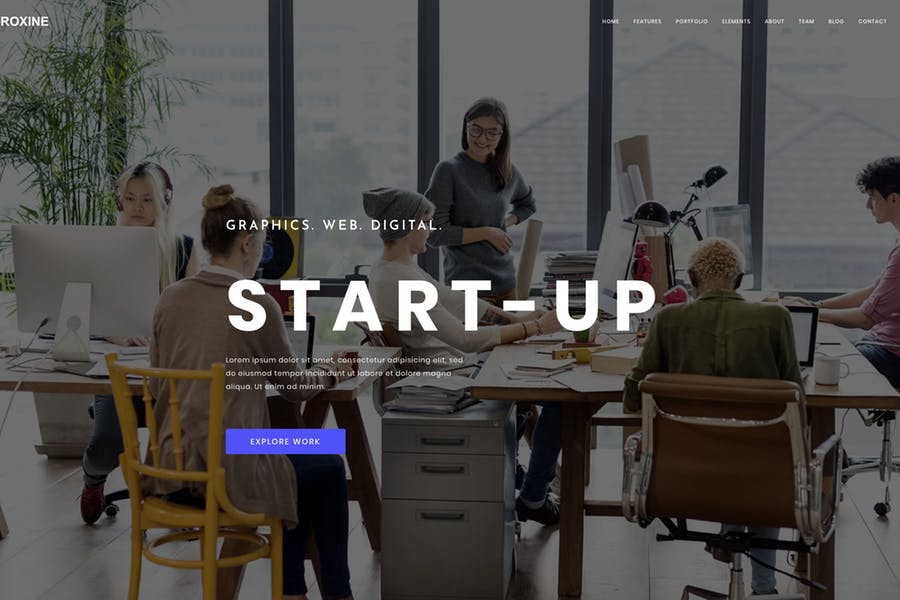 ROXINE
HOME FEATURES PORTFOLIO ELEMENTS ABOUT TEAM BLOG CONTACT
GRAPHICS. WEB. DIGITAL.
START-UP
Lorem ipsum dolor sit amet, consectetur adipisicing elit, sed
do eiusmod tempor incididunt ut labore et dolore magna
aliqua. Ut enim ad minim.
EXPLORE WORK